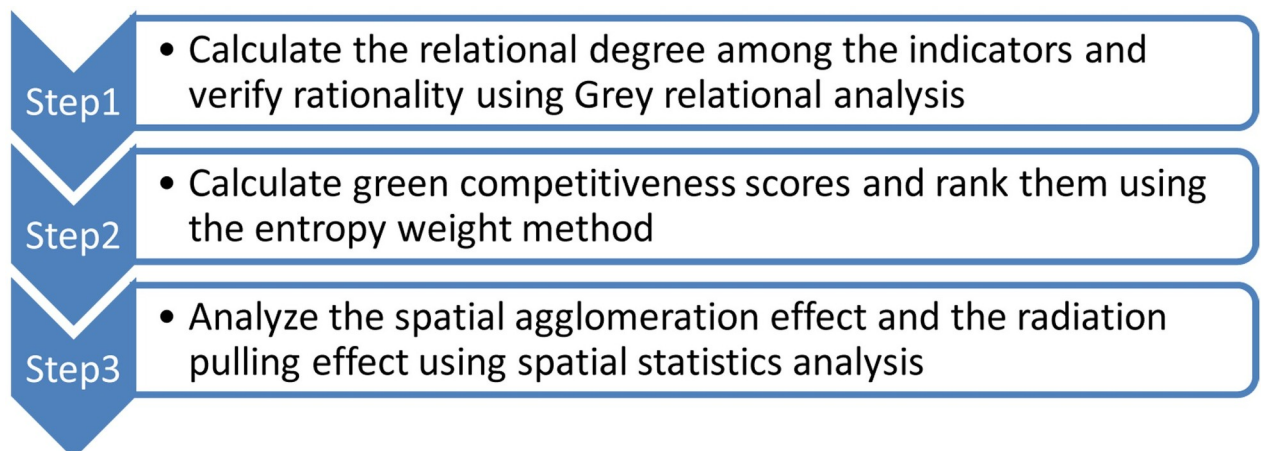 Step1
• Calculate the relational degree among the indicators and
verify rationality using Grey relational analysis
Step2
• Calculate green competitiveness scores and rank them using
the entropy weight method
Step3
• Analyze the spatial agglomeration effect and the radiation
pulling effect using spatial statistics analysis